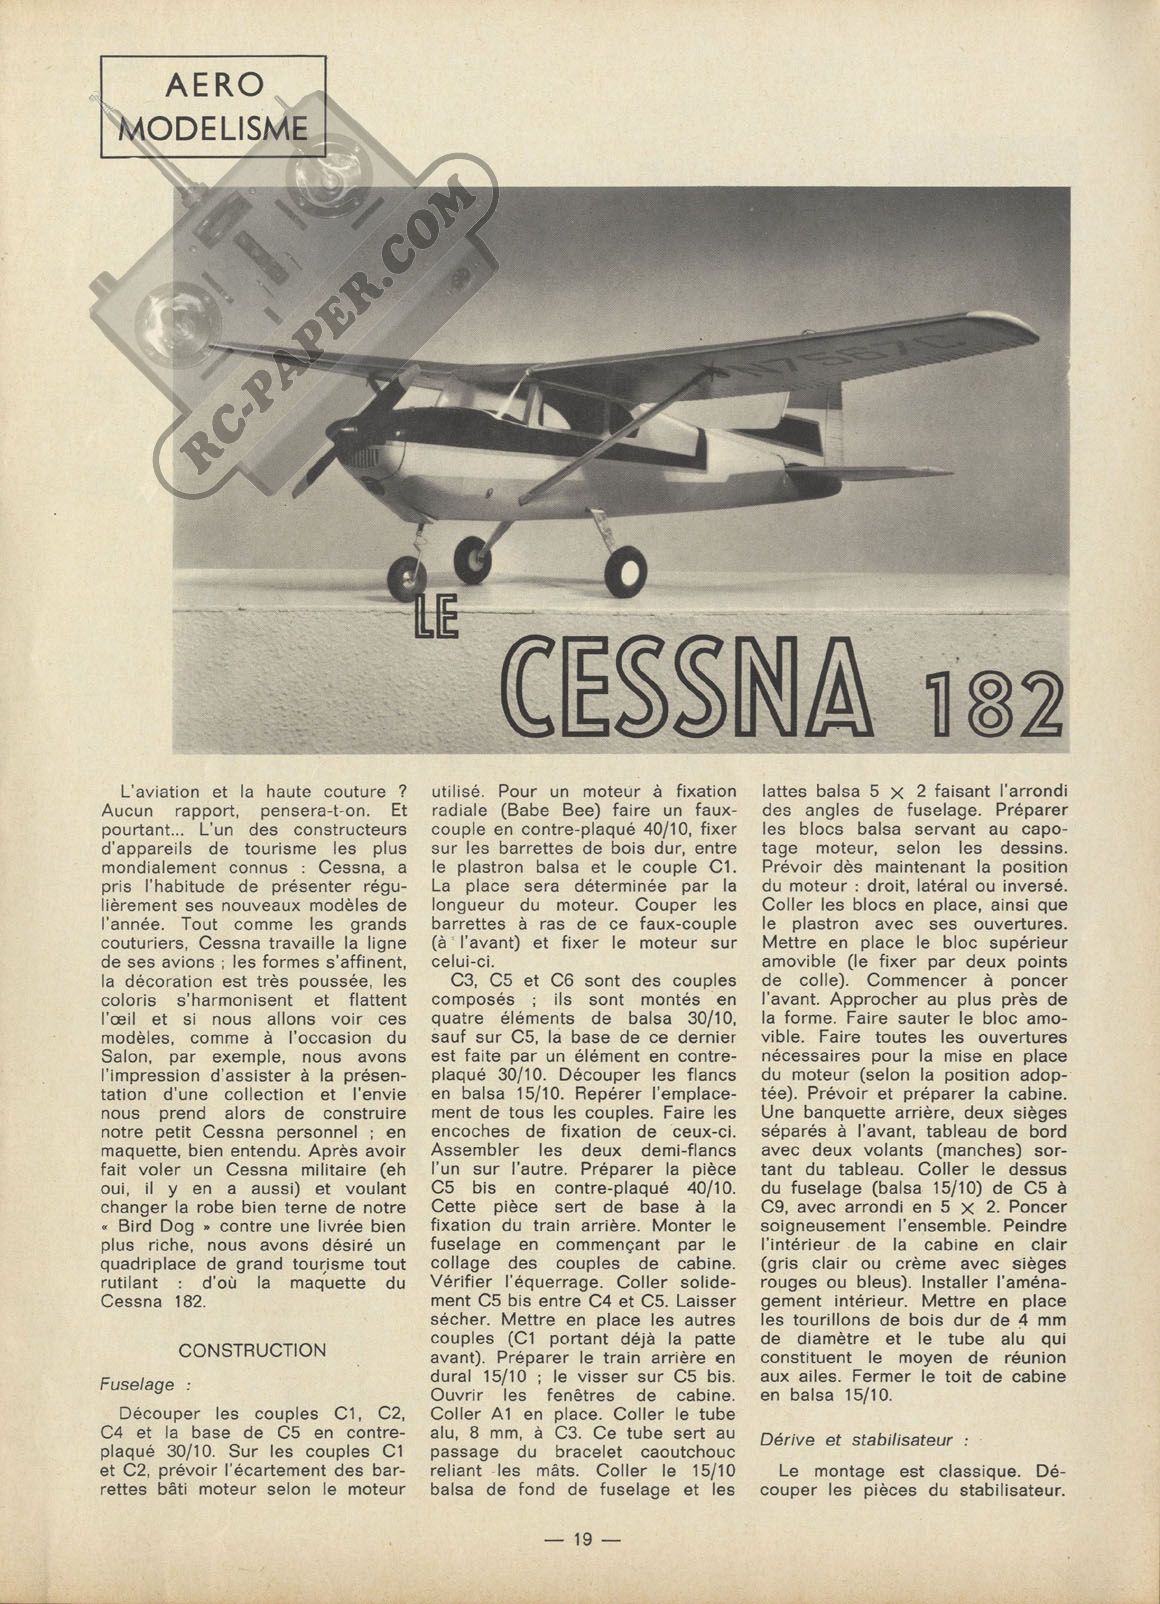 AERO
MODELISME
RC-PAPER.COM
N7567C
LE
CESSNA 182
L'aviation et la haute couture ?
Aucun rapport, pensera-t-on. Et
pourtant... L'un des constructeurs
d'appareils de tourisme les plus
mondialement connus : Cessna, a
pris l'habitude de présenter régu-
lièrement ses nouveaux modèles de
l'année. Tout comme les grands
couturiers, Cessna travaille la ligne
de ses avions ; les formes s'affinent,
la décoration est très poussée, les
coloris s'harmonisent et flattent
l'œil et si nous allons voir ces
modèles, comme à l'occasion du
Salon, par exemple, nous avons
l'impression d'assister à la présen-
tation d'une collection et l'envie
nous prend alors de construire
notre petit Cessna personnel ; en
maquette, bien entendu. Après avoir
fait voler un Cessna militaire (eh
oui, il y en a aussi) et voulant
changer la robe bien terne de notre
« Bird Dog » contre une livrée bien
plus riche, nous avons désiré un
quadriplace de grand tourisme tout
rutilant : d'où la maquette du
Cessna 182.
CONSTRUCTION
Fuselage :
Découper les couples C1, C2,
C4 et la base de C5 en contre-
plaqué 30/10. Sur les couples C1
et C2, prévoir l'écartement des bar-
rettes bâti moteur selon le moteur
utilisé. Pour un moteur à fixation
radiale (Babe Bee) faire un faux-
couple en contre-plaqué 40/10, fixer
sur les barrettes de bois dur, entre
le plastron balsa et le couple C1.
La place sera déterminée par la
longueur du moteur. Couper les
barrettes à ras de ce faux-couple
(à l'avant) et fixer le moteur sur
celui-ci.
C3, C5 et C6 sont des couples
composés ; ils sont montés en
quatre éléments de balsa 30/10,
sauf sur C5, la base de ce dernier
est faite par un élément en contre-
plaqué 30/10. Découper les flancs
en balsa 15/10. Repérer l'emplace-
ment de tous les couples. Faire les
encoches de fixation de ceux-ci.
Assembler les deux demi-flancs
l'un sur l'autre. Préparer la pièce
C5 bis en contre-plaqué 40/10.
Cette pièce sert de base à la
fixation du train arrière. Monter le
fuselage en commençant par le
collage des couples de cabine.
Vérifier l'équerrage. Coller solide-
ment C5 bis entre C4 et C5. Laisser
sécher. Mettre en place les autres
couples (C1 portant déjà la patte
avant). Préparer le train arrière en
dural 15/10 ; le visser sur C5 bis.
Ouvrir les fenêtres de cabine.
Coller A1 en place. Coller le tube
alu, 8 mm, à C3. Ce tube sert au
passage du bracelet caoutchouc
reliant les mâts. Coller le 15/10
balsa de fond de fuselage et les
lattes balsa 5 × 2 faisant l'arrondi
des angles de fuselage. Préparer
les blocs balsa servant au capo-
tage moteur, selon les dessins.
Prévoir dès maintenant la position
du moteur : droit, latéral ou inversé.
Coller les blocs en place, ainsi que
le plastron avec ses ouvertures.
Mettre en place le bloc supérieur
amovible (le fixer par deux points
de colle). Commencer à poncer
l'avant. Approcher au plus près de
la forme. Faire sauter le bloc amo-
vible. Faire toutes les ouvertures
nécessaires pour la mise en place
du moteur (selon la position adop-
tée). Prévoir et préparer la cabine.
Une banquette arrière, deux sièges
séparés à l'avant, tableau de bord
avec deux volants (manches) sor-
tant du tableau. Coller le dessus
du fuselage (balsa 15/10) de C5 à
C9, avec arrondi en 5 × 2. Poncer
soigneusement l'ensemble. Peindre
l'intérieur de la cabine en clair
(gris clair ou crème avec sièges
rouges ou bleus). Installer l'aména-
gement intérieur. Mettre en place
les tourillons de bois dur de 4 mm
de diamètre et le tube alu qui
constituent le moyen de réunion
aux ailes. Fermer le toit de cabine
en balsa 15/10.
Dérive et stabilisateur :
Le montage est classique. Dé-
couper les pièces du stabilisateur.
— 19 —